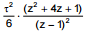 τ²/6 · (z² + 4z + 1)/(z − 1)²